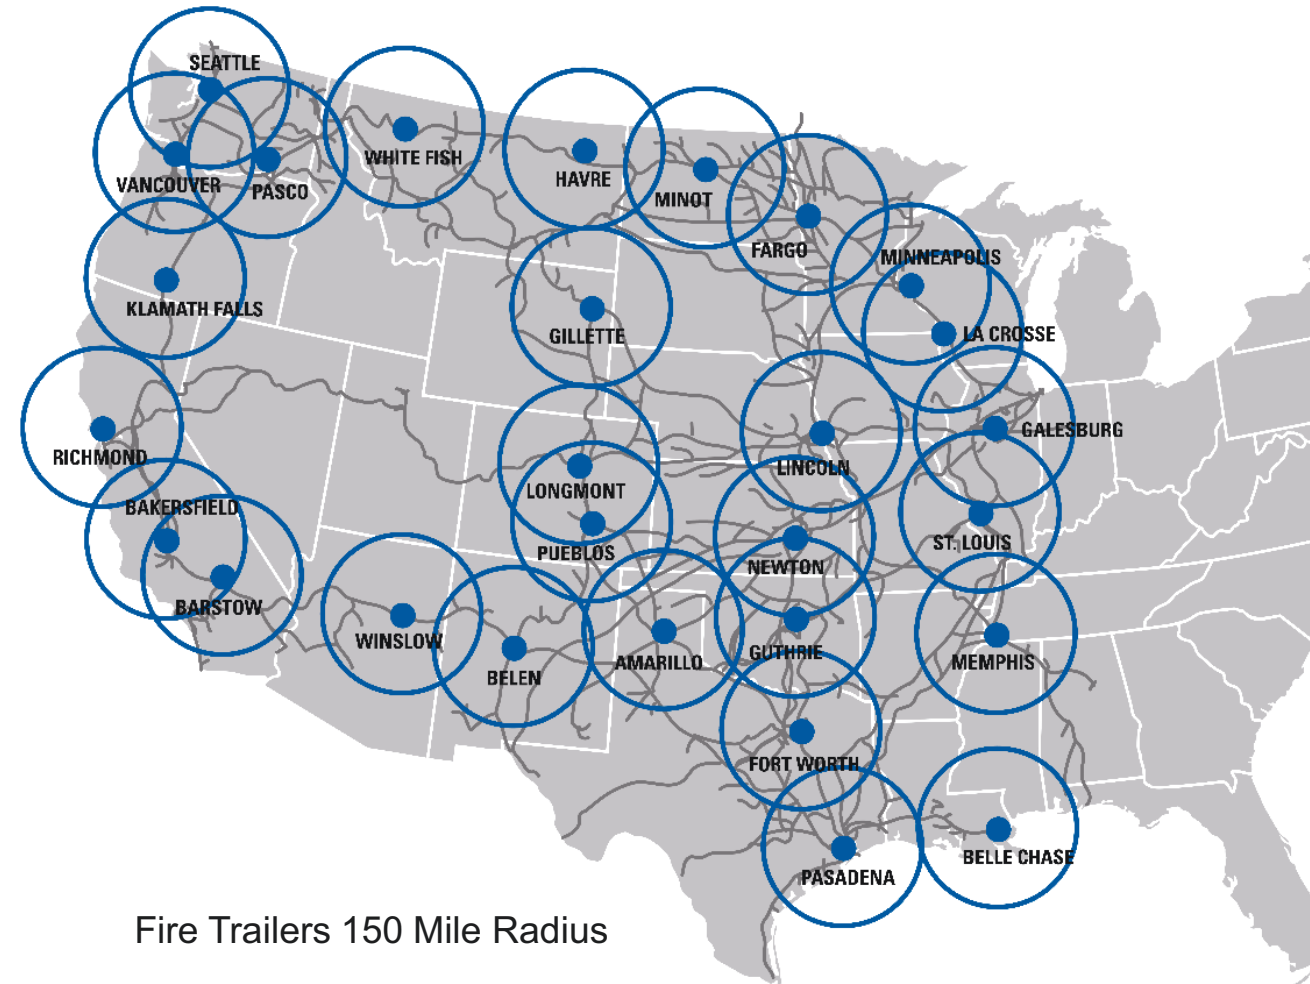 SEATTLE
WHITE FISH
VANCOUVER
PASCO
HAVRE
MINOT
FARGO
MINNEAPOLIS
KLAMATH FALLS
GILLETTE
LA CROSSE
RICHMOND
GALESBURG
LINCOLN
LONGMONT
BAKERSFIELD
PUEBLOS
ST. LOUIS
NEWTON
BARSTOW
WINSLOW
BELEN
AMARILLO
GUTHRIE
MEMPHIS
FORT WORTH
BELLE CHASE
PASADENA
Fire Trailers 150 Mile Radius